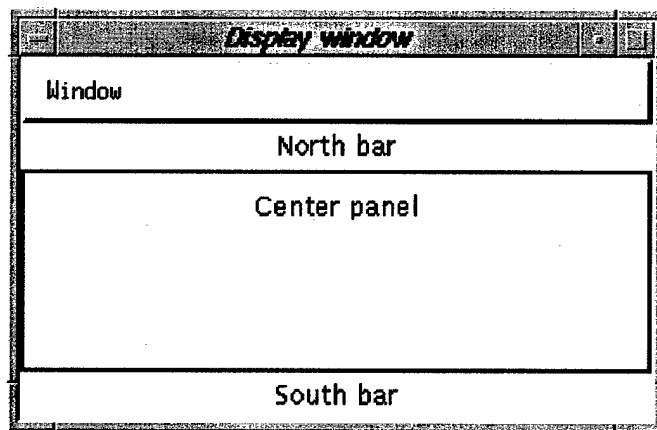 Display window
Window
North bar
Center panel
South bar